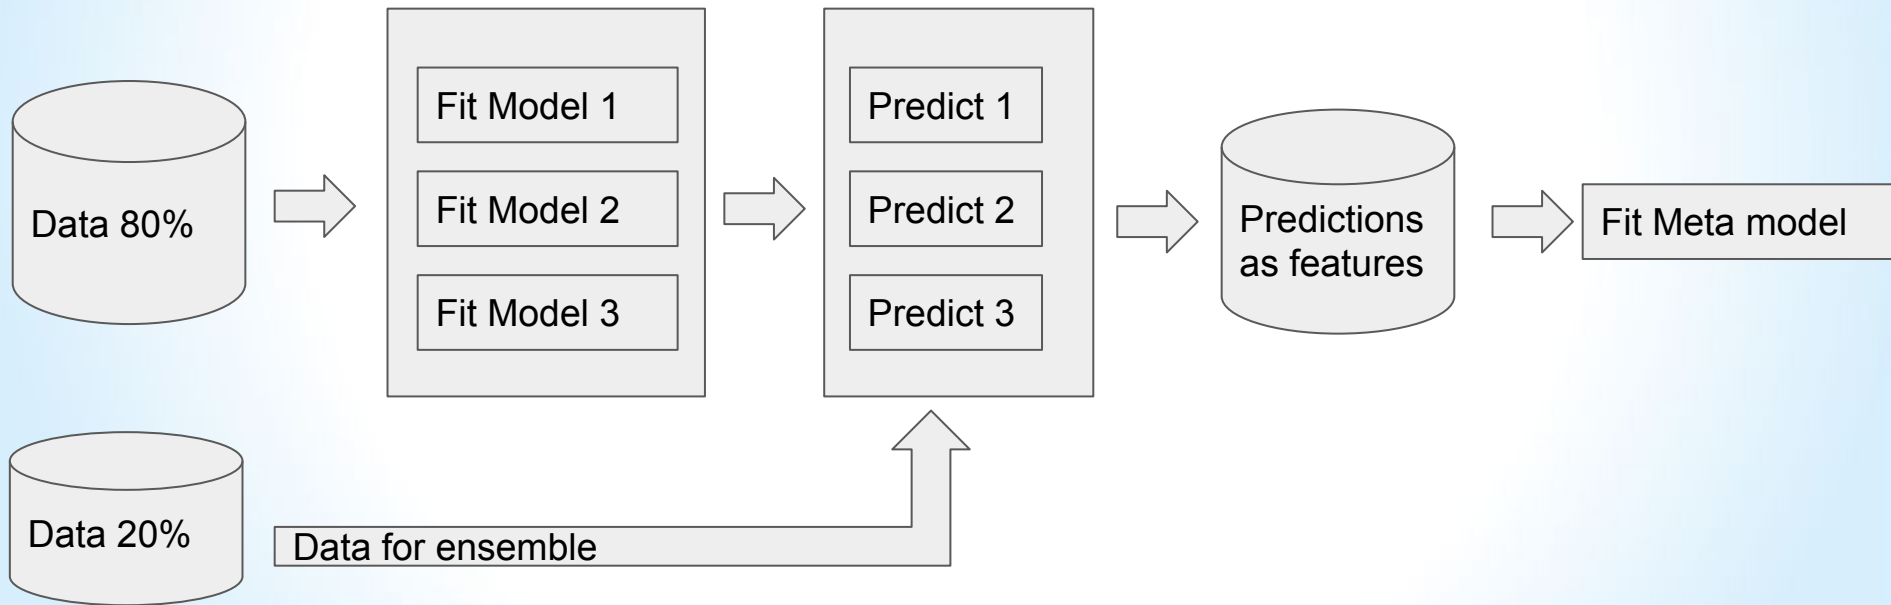 Data 80%
Fit Model 1
Fit Model 2
Fit Model 3
Predict 1
Predict 2
Predict 3
Predictions
as features
Fit Meta model
Data 20%
Data for ensemble